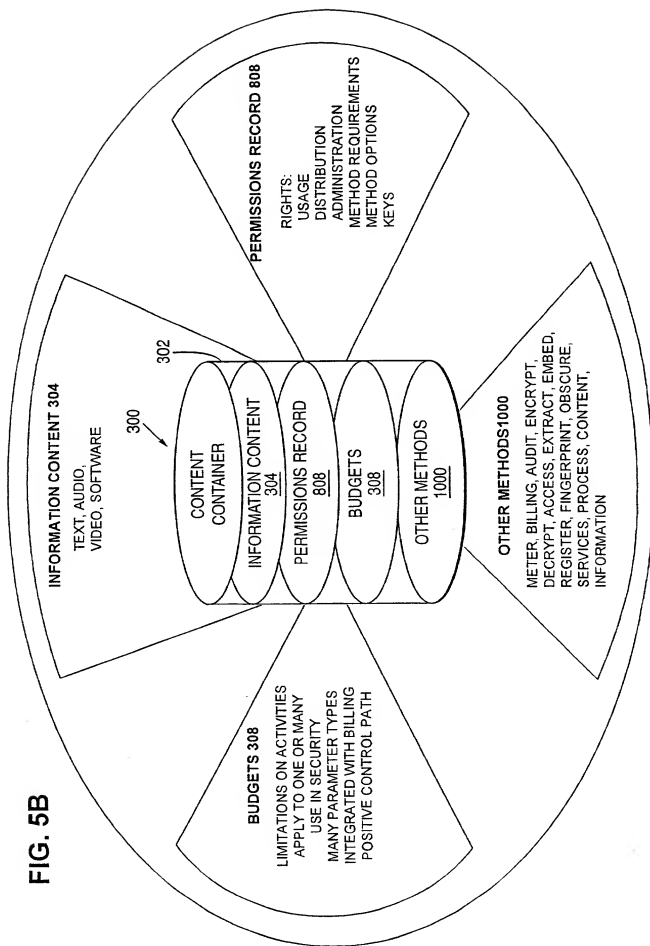 FIG. 5B
INFORMATION CONTENT 304
TEXT, AUDIO,
VIDEO, SOFTWARE
PERMISSIONS RECORD 808
RIGHTS:
USAGE
DISTRIBUTION
ADMINISTRATION
METHOD REQUIREMENTS
METHOD OPTIONS
KEYS
300
302
CONTENT
CONTAINER
INFORMATION CONTENT
304
PERMISSIONS RECORD
808
BUDGETS
308
OTHER METHODS
1000
BUDGETS 308
LIMITATIONS ON ACTIVITIES
APPLY TO ONE OR MANY
USE IN SECURITY
MANY PARAMETER TYPES
INTEGRATED WITH BILLING
POSITIVE CONTROL PATH
OTHER METHODS1000
METER, BILLING, AUDIT, ENCRYPT,
DECRYPT, ACCESS, EXTRACT, EMBED,
REGISTER, FINGERPRINT, OBSCURE,
SERVICES, PROCESS, CONTENT,
INFORMATION